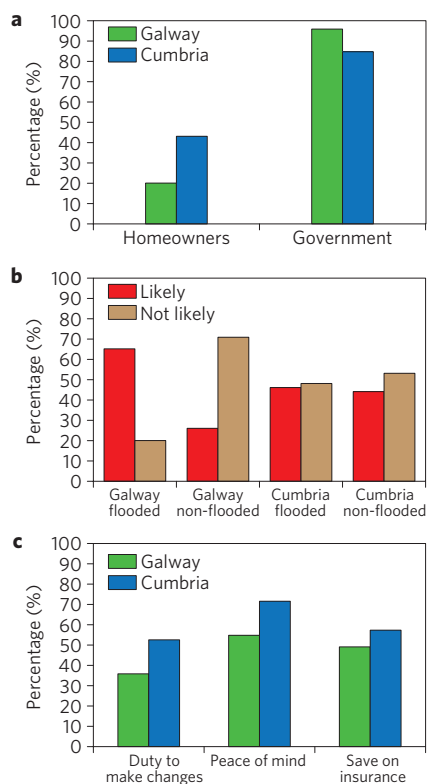 a
Percentage (%)
100
90
80
70
60
50
40
30
20
10
0
Galway
Cumbria
Homeowners
Government
b
Percentage (%)
100
90
80
70
60
50
40
30
20
10
0
Likely
Not likely
Galway
flooded
Galway
non-flooded
Cumbria
flooded
Cumbria
non-flooded
c
Percentage (%)
100
90
80
70
60
50
40
30
20
10
0
Galway
Cumbria
Duty to
make changes
Peace of mind
Save on
insurance